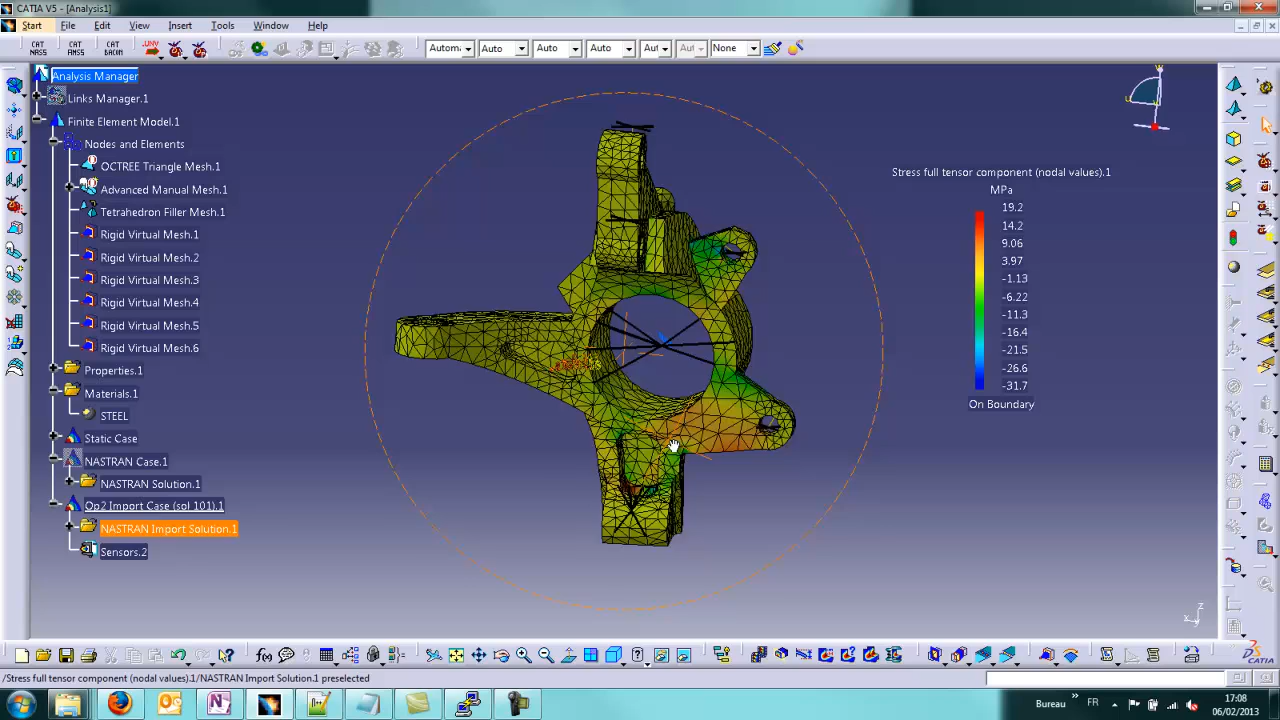 CATIA V5 - [Analysis1]
Start File Edit View Insert Tools Window Help
CAT NASS CAT ANSS CAT UNV
Autom: Auto Auto Auto Aut Aut None
Analysis Manager
Links Manager.1
Finite Element Model.1
Nodes and Elements
OCTREE Triangle Mesh.1
Advanced Manual Mesh.1
Tetrahedron Filler Mesh.1
Rigid Virtual Mesh.1
Rigid Virtual Mesh.2
Rigid Virtual Mesh.3
Rigid Virtual Mesh.4
Rigid Virtual Mesh.5
Rigid Virtual Mesh.6
Properties.1
Materials.1
STEEL
Static Case
NASTRAN Case.1
NASTRAN Solution.1
Op2 Import Case (sol 101).1
NASTRAN Import Solution.1
Sensors.2
Stress full tensor component (nodal values).1
MPa
19.2
14.2
9.06
3.97
-1.13
-6.22
-11.3
-16.4
-21.5
-26.6
-31.7
On Boundary
z
x y
/Stress full tensor component (nodal values).1/NASTRAN Import Solution.1 preselected
Bureau » FR 17:08
06/02/2013